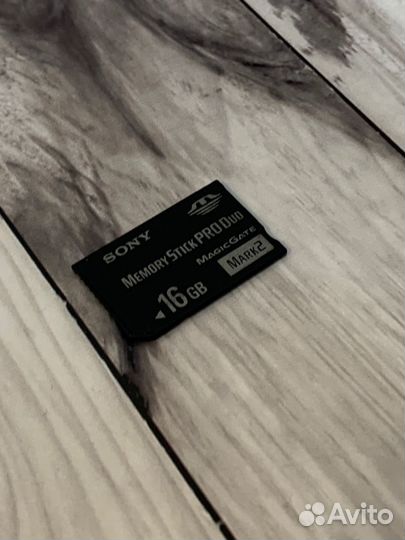 SONY
MEMORY STICK PRO DUO
MAGICGATE
MARK2
16 GB
Avito